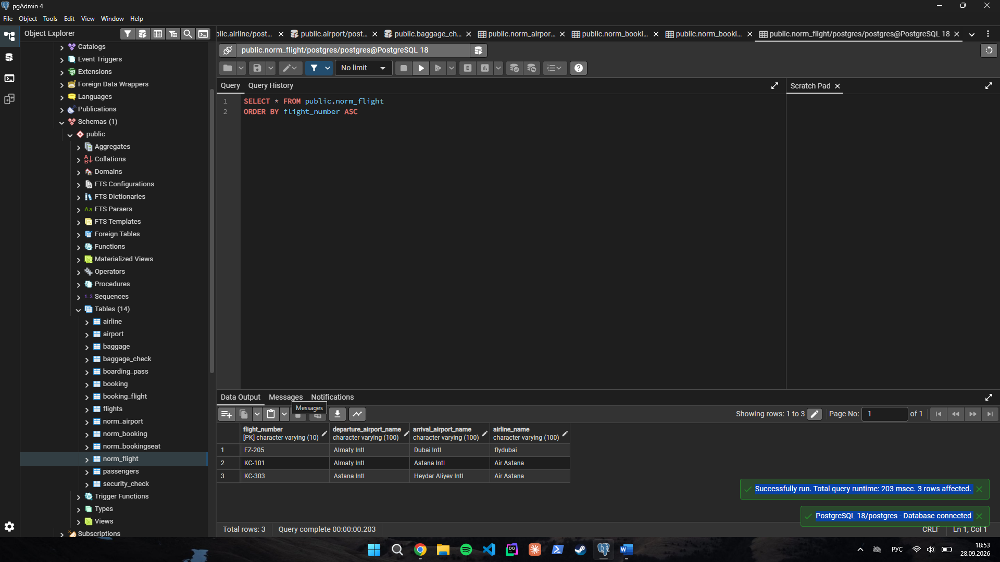 pgAdmin 4
File Object Tools Edit View Window Help
Object Explorer
blic.airline/post... public.airport/post... public.baggage_ch... public.norm_airpor... public.norm_booki... public.norm_booki... public.norm_flight/postgres/postgres@PostgreSQL 18
public.norm_flight/postgres/postgres@PostgreSQL 18
No limit
Query Query History
Scratch Pad
1 SELECT * FROM public.norm_flight
2 ORDER BY flight_number ASC
Catalogs
Event Triggers
Extensions
Foreign Data Wrappers
Languages
Publications
Schemas (1)
public
Aggregates
Collations
Domains
FTS Configurations
FTS Dictionaries
Aa FTS Parsers
FTS Templates
Foreign Tables
Functions
Materialized Views
Operators
Procedures
1..3 Sequences
Tables (14)
airline
airport
baggage
baggage_check
boarding_pass
booking
booking_flight
flights
norm_airport
norm_booking
norm_bookingseat
norm_flight
passengers
security_check
Trigger Functions
Types
Views
Subscriptions
Data Output Messages Notifications
Messages
Showing rows: 1 to 3 Page No: 1 of 1
flight_number departure_airport_name arrival_airport_name airline_name
[PK] character varying (10) character varying (100) character varying (100) character varying (100)
1 FZ-205 Almaty Intl Dubai Intl flydubai
2 KC-101 Almaty Intl Astana Intl Air Astana
3 KC-303 Astana Intl Heydar Aliyev Intl Air Astana
Successfully run. Total query runtime: 203 msec. 3 rows affected.
PostgreSQL 18/postgres - Database connected
Total rows: 3 Query complete 00:00:00.203 CRLF Ln 1, Col 1
РУС
18:53
28.09.2026